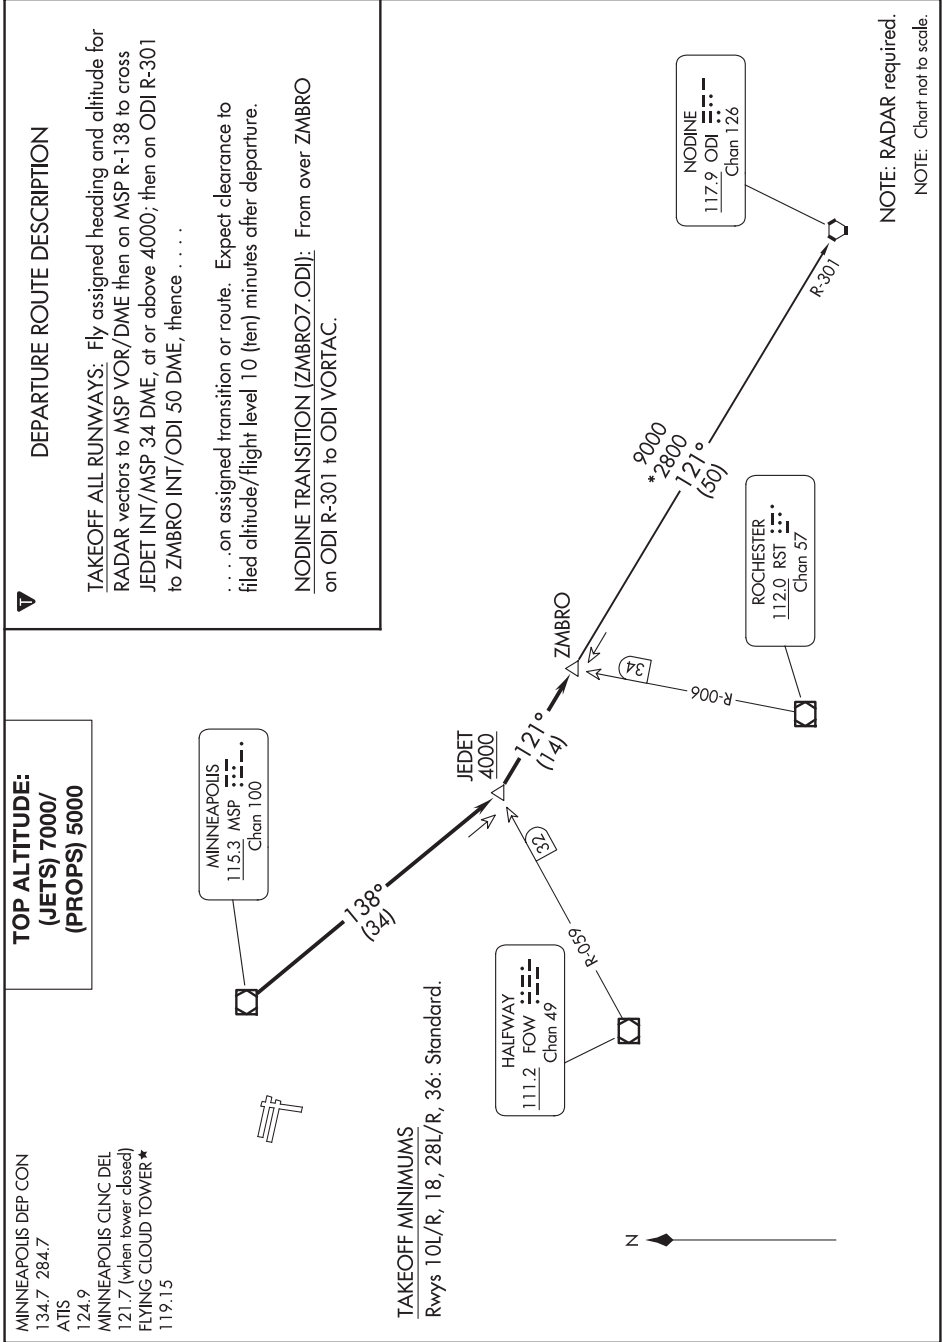 MINNEAPOLIS DEP CON
134.7 284.7
ATIS
124.9
MINNEAPOLIS CLNC DEL
121.7 (when tower closed)
FLYING CLOUD TOWER★
119.15
TOP ALTITUDE:
(JETS) 7000/
(PROPS) 5000
T
DEPARTURE ROUTE DESCRIPTION
TAKEOFF ALL RUNWAYS: Fly assigned heading and altitude for
RADAR vectors to MSP VOR/DME then on MSP R-138 to cross
JEDET INT/MSP 34 DME, at or above 4000; then on ODI R-301
to ZMBRO INT/ODI 50 DME, thence . . . .
. . . .on assigned transition or route. Expect clearance to
filed altitude/flight level 10 (ten) minutes after departure.
NODINE TRANSITION (ZMBRO7.ODI): From over ZMBRO
on ODI R-301 to ODI VORTAC.
MINNEAPOLIS
115.3 MSP
Chan 100
138°
(34)
JEDET
4000
121°
(14)
ZMBRO
9000
*2800
121°
(50)
R-301
NODINE
117.9 ODI
Chan 126
TAKEOFF MINIMUMS
Rwys 10L/R, 18, 28L/R, 36: Standard.
HALFWAY
111.2 FOW
Chan 49
R-059
32
ROCHESTER
112.0 RST
Chan 57
R-006
34
N
NOTE: RADAR required.
NOTE: Chart not to scale.